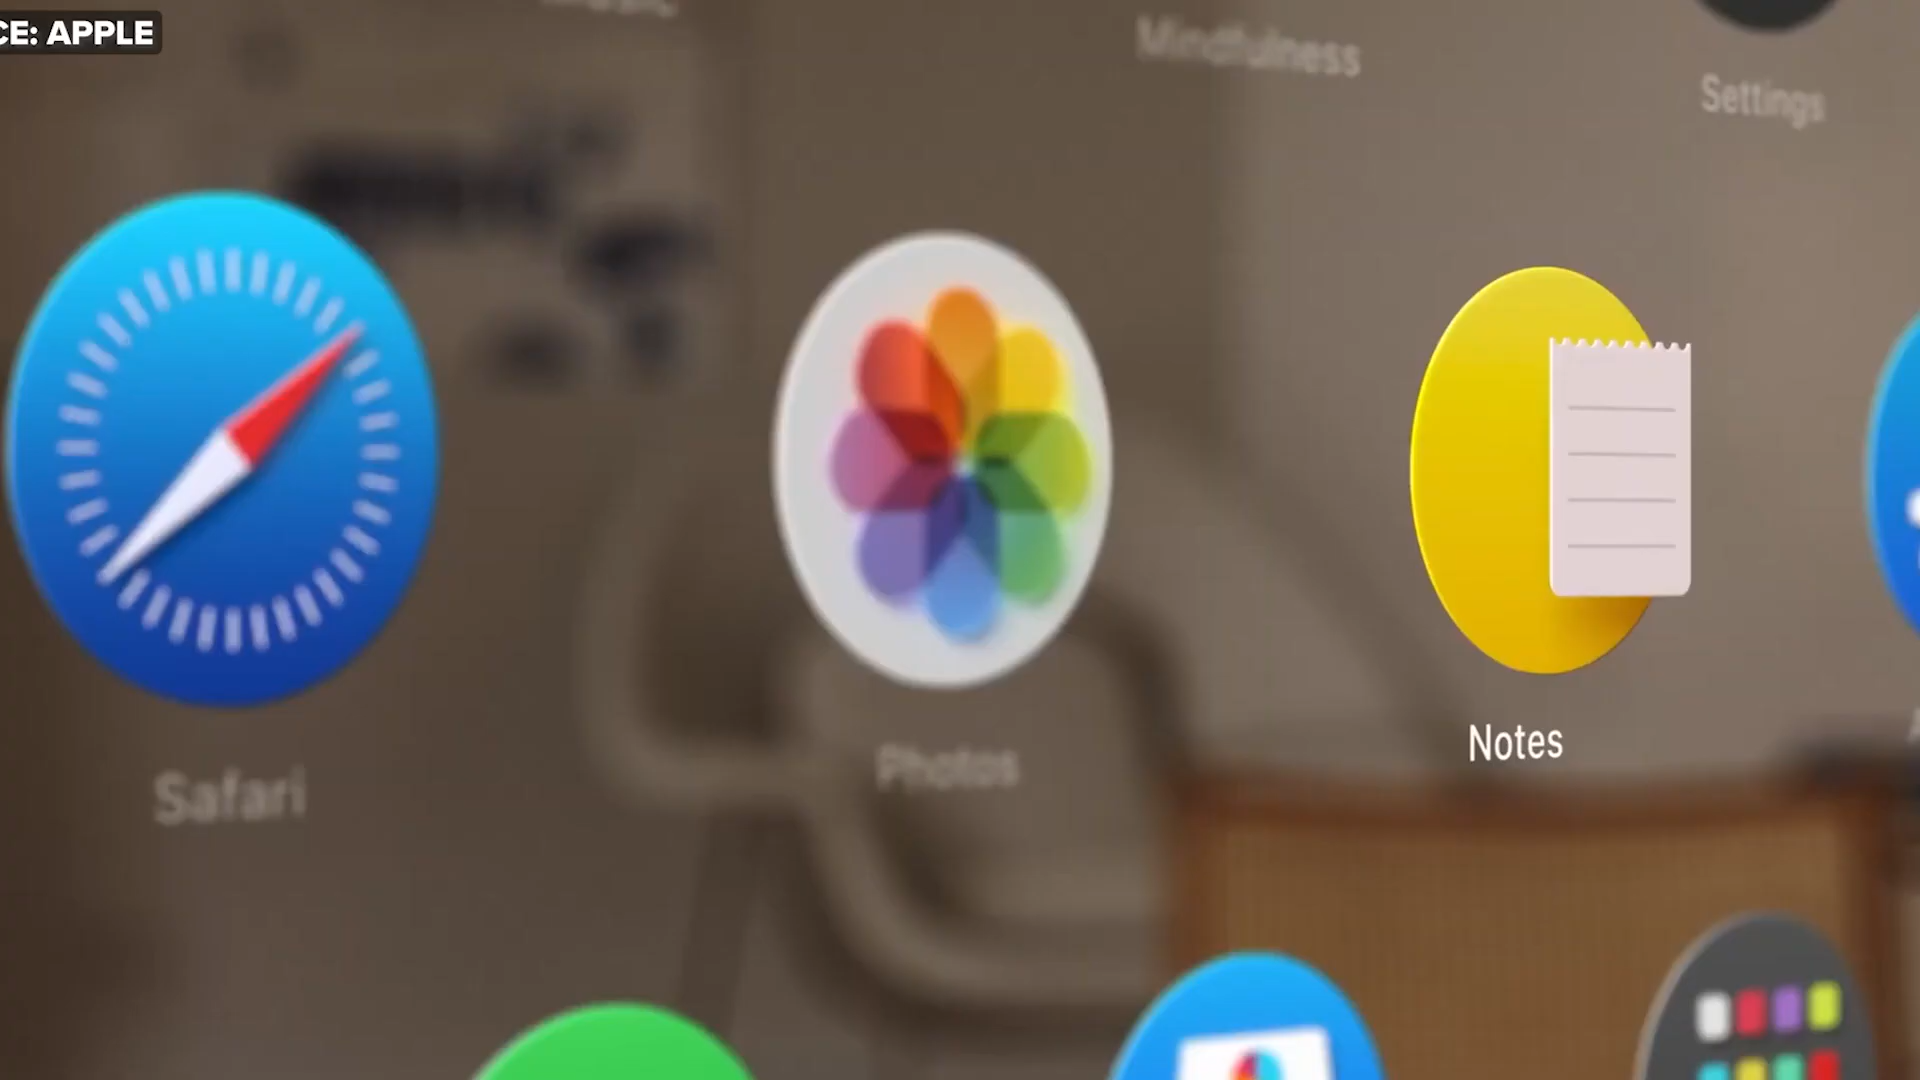 CE: APPLE
Mindfulness
Settings
Notes
Photos
Safari